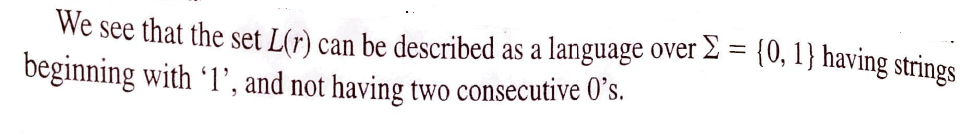 We see that the set L(r) can be described as a language over Σ = {0, 1} having strings
beginning with ‘1’, and not having two consecutive 0’s.